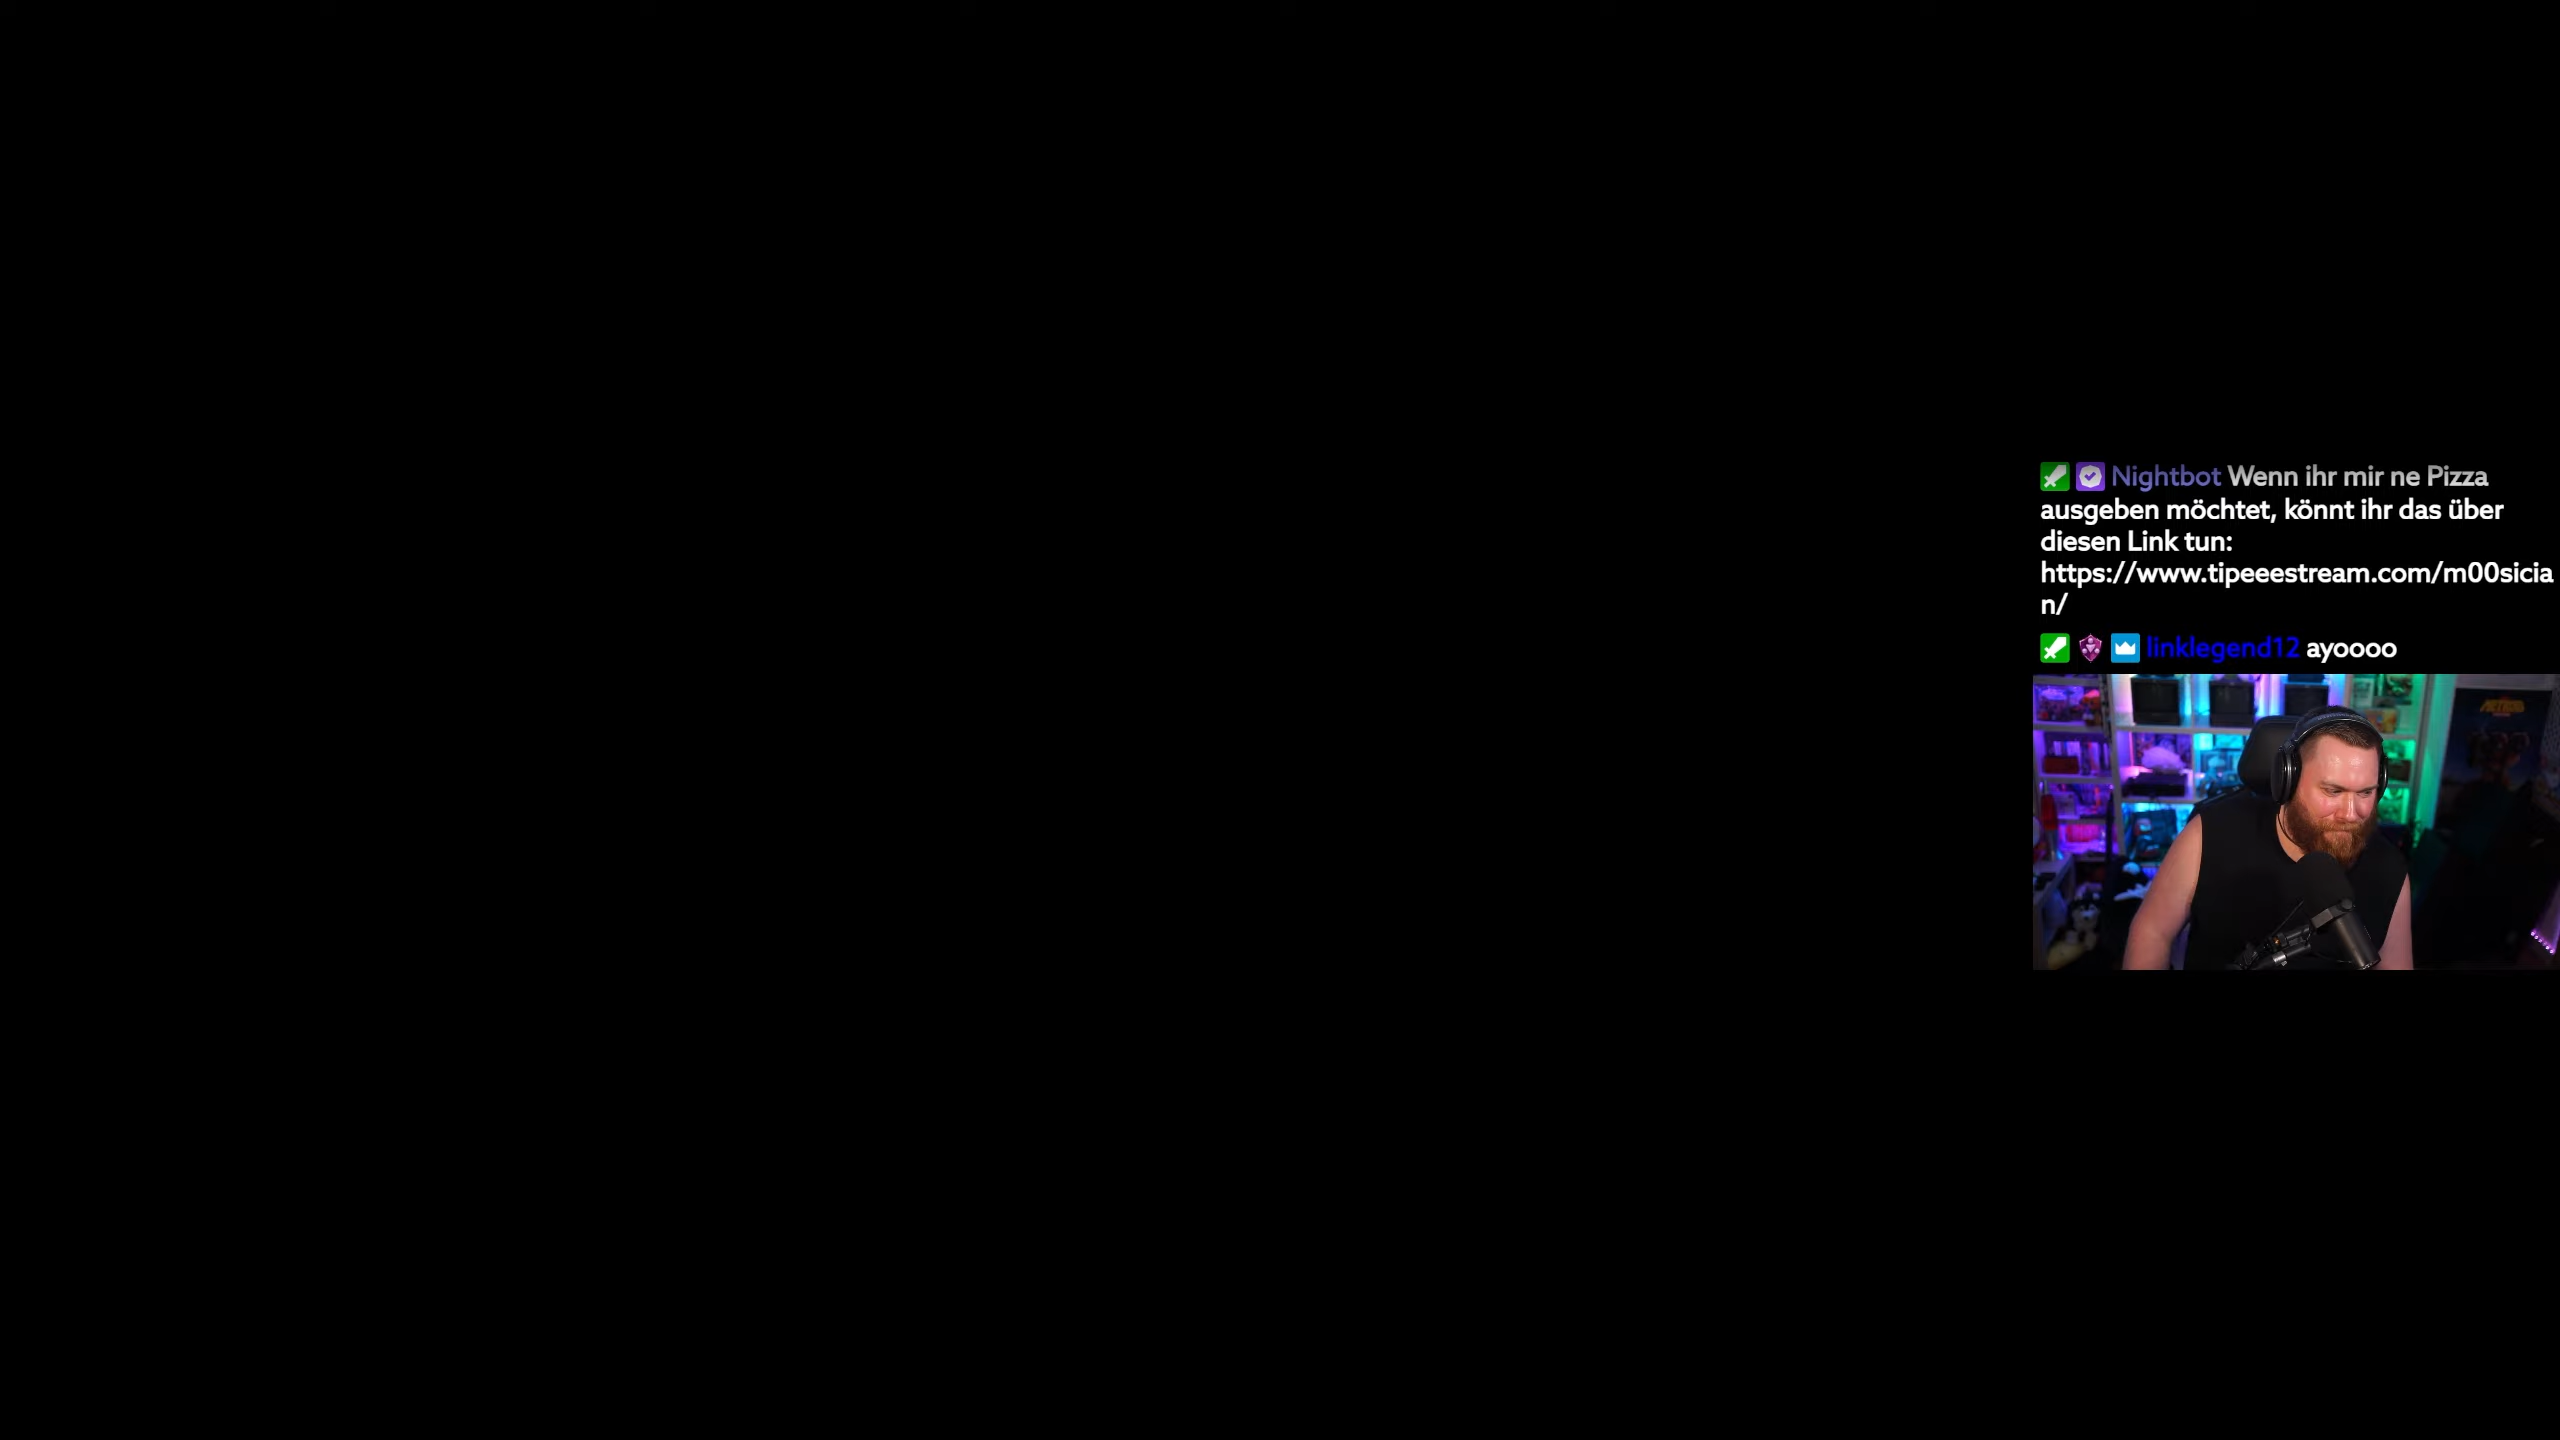 Nightbot Wenn ihr mir ne Pizza
ausgeben möchtet, könnt ihr das über
diesen Link tun:
https://www.tipeeestream.com/m00sicia
n/
linklegend12 ayoooo
METROID